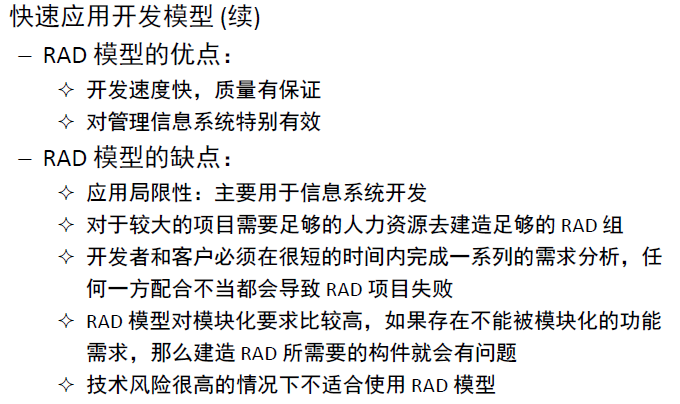 快速应用开发模型 (续)
– RAD 模型的优点：
✧ 开发速度快，质量有保证
✧ 对管理信息系统特别有效
– RAD 模型的缺点：
✧ 应用局限性：主要用于信息系统开发
✧ 对于较大的项目需要足够的人力资源去建造足够的 RAD 组
✧ 开发者和客户必须在很短的时间内完成一系列的需求分析，任
何一方配合不当都会导致 RAD 项目失败
✧ RAD 模型对模块化要求比较高，如果存在不能被模块化的功能
需求，那么建造 RAD 所需要的构件就会有问题
✧ 技术风险很高的情况下不适合使用 RAD 模型